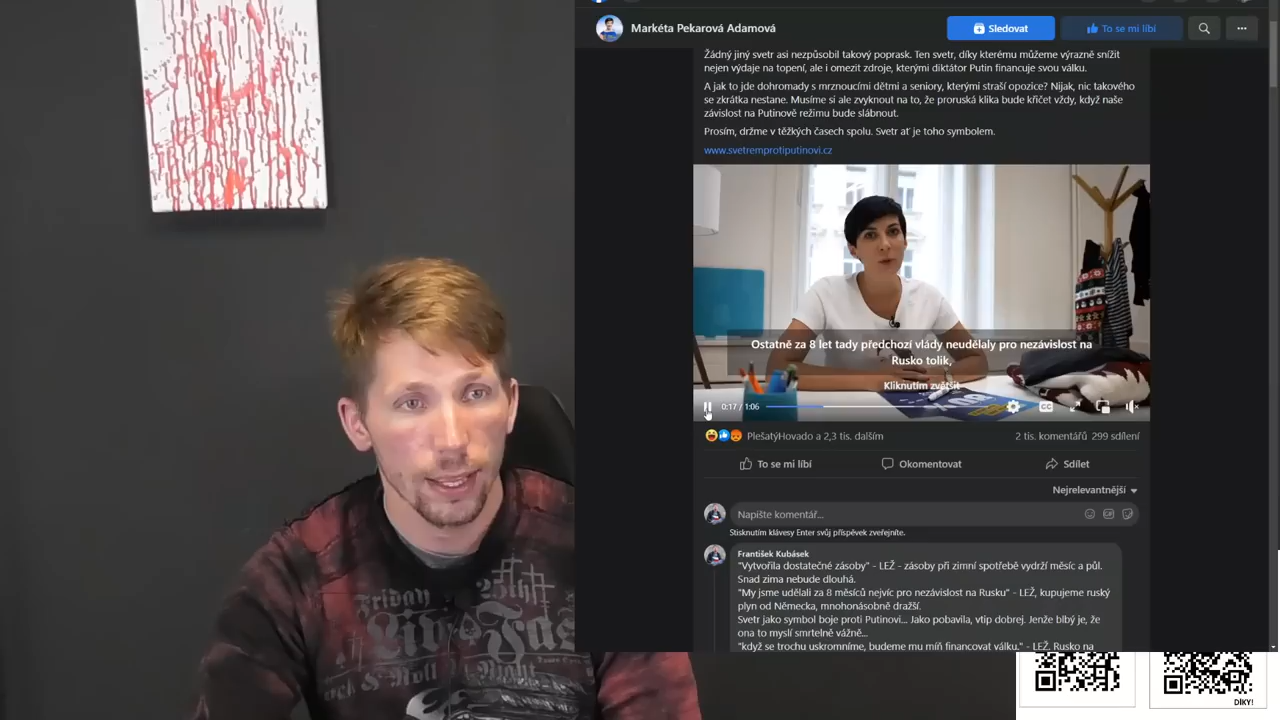 Markéta Pekarová Adamová
Sledovat
To se mi líbí
Žádný jiný svetr asi nezpůsobil takový poprask. Ten svetr, díky kterému můžeme výrazně snížit
nejen výdaje na topení, ale i omezit zdroje, kterými diktátor Putin financuje svou válku.
A jak to jde dohromady s mrznoucími dětmi a seniory, kterými straší opozice? Nijak, nic takového
se zkrátka nestane. Musíme si ale zvyknout na to, že proruská klika bude křičet vždy, když naše
závislost na Putinově režimu bude slábnout.
Prosím, držme v těžkých časech spolu. Svetr ať je toho symbolem.
www.svetremprotiputinovi.cz
Ostatně za 8 let tady předchozí vlády neudělaly pro nezávislost na
Rusko tolik,
Kliknutím zvětšit
0:17 / 1:06
PlešatýHovado a 2,3 tis. dalším
2 tis. komentářů 299 sdílení
To se mi líbí
Okomentovat
Sdílet
Nejrelevantnější
Napište komentář...
Stisknutím klávesy Enter svůj příspěvek zveřejníte.
František Kubásek
"Vytvořila dostatečné zásoby" - LEŽ - zásoby při zimní spotřebě vydrží měsíc a půl.
Snad zima nebude dlouhá.
"My jsme udělali za 8 měsíců nejvíc pro nezávislost na Rusku" - LEŽ, kupujeme ruský
plyn od Německa, mnohonásobně dražší.
Svetr jako symbol boje proti Putinovi... Jako pobavila, vtip dobrej. Jenže blbý je, že
ona to myslí smrtelně vážně...
"když se trochu uskromníme, budeme mu míň financovat válku." - LEŽ. Rusko na
Friday 25th
Live Fast
Rock & Roll at Night
DÍKY!